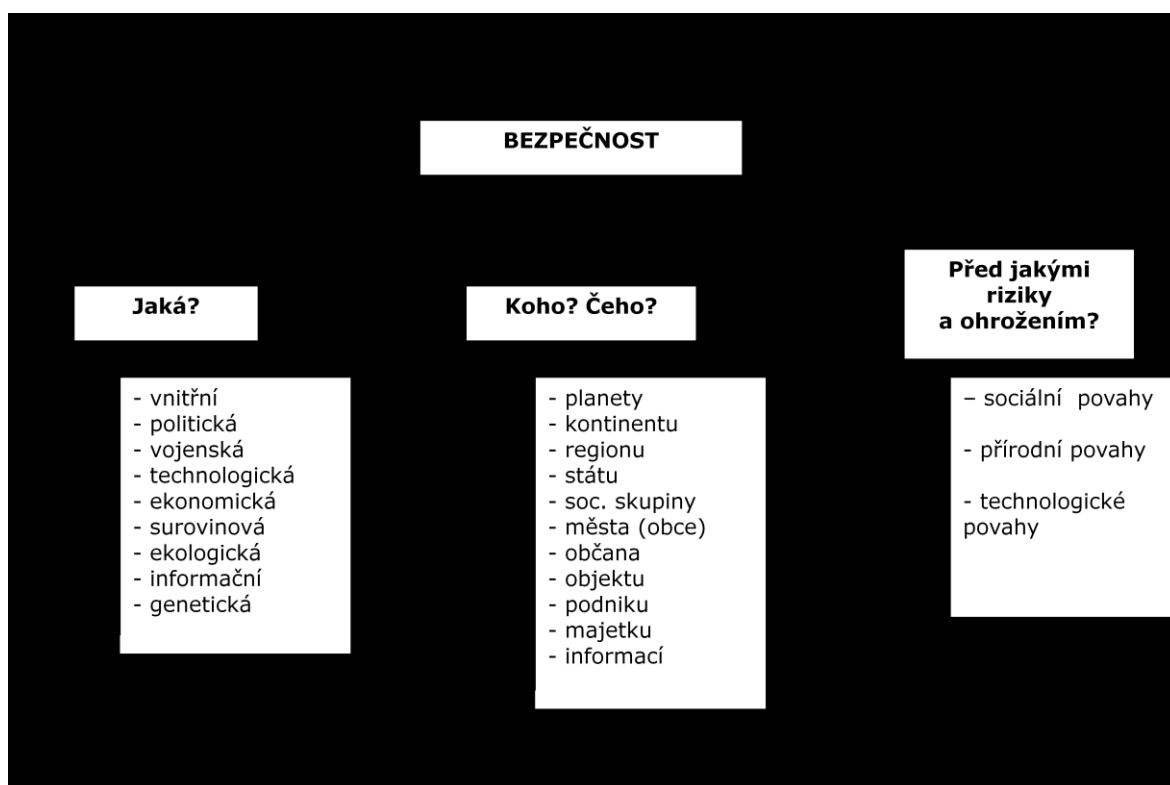 BEZPEČNOST
Jaká?
- vnitřní
- politická
- vojenská
- technologická
- ekonomická
- surovinová
- ekologická
- informační
- genetická
Koho? Čeho?
- planety
- kontinentu
- regionu
- státu
- soc. skupiny
- města (obce)
- občana
- objektu
- podniku
- majetku
- informací
Před jakými
riziky
a ohrožením?
– sociální  povahy
- přírodní povahy
- technologické
povahy